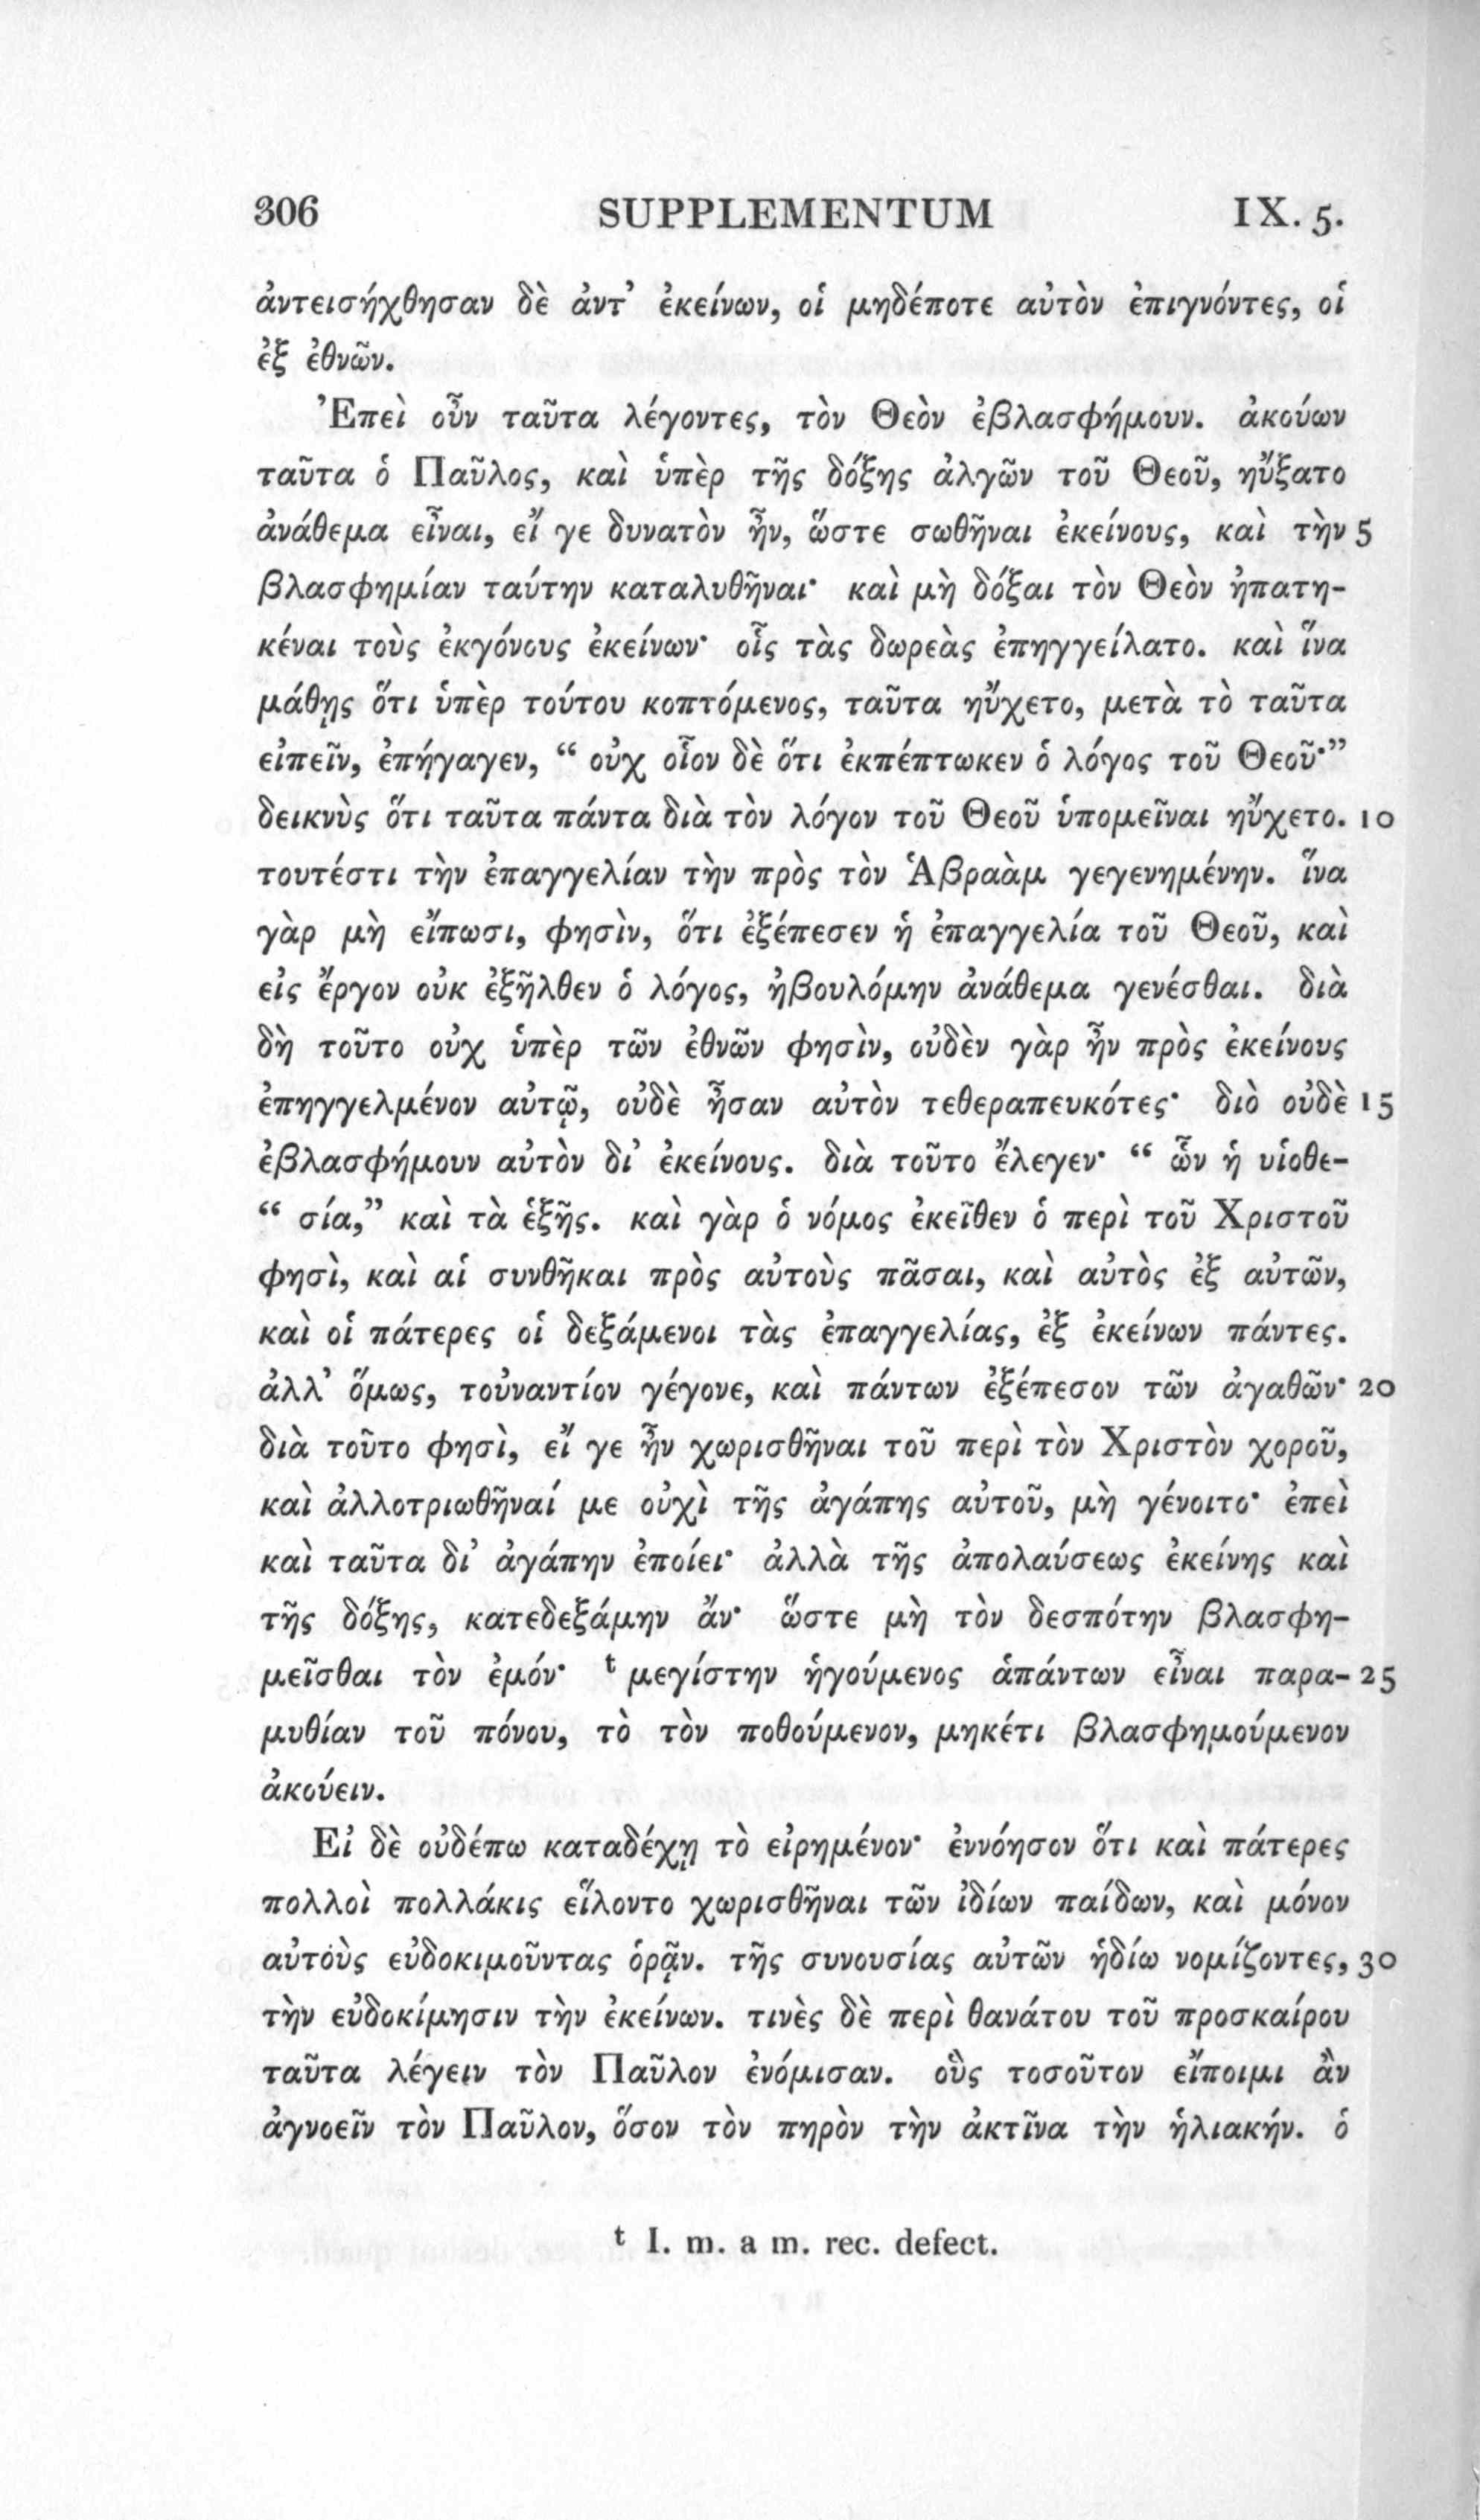 306 SUPPLEMENTUM IX. 5.
ἀντεισήχθησαν δὲ ἀντ’ ἐκείνων, οἱ μηδέποτε αὐτὸν ἐπιγνόντες, οἱ
ἐξ ἐθνῶν.
Ἐπεὶ οὖν ταῦτα λέγοντες, τὸν Θεὸν ἐβλασφήμουν. ἀκούων
ταῦτα ὁ Παῦλος, καὶ ὑπὲρ τῆς δόξης ἀλγῶν τοῦ Θεοῦ, ηὔξατο
ἀνάθεμα εἶναι, εἴ γε δυνατὸν ἦν, ὥστε σωθῆναι ἐκείνους, καὶ τὴν 5
βλασφημίαν ταύτην καταλυθῆναι· καὶ μὴ δόξαι τὸν Θεὸν ἠπατη-
κέναι τοὺς ἐκγόνους ἐκείνων· οἷς τὰς δωρεὰς ἐπηγγείλατο. καὶ ἵνα
μάθῃς ὅτι ὑπὲρ τούτου κοπτόμενος, ταῦτα ηὔχετο, μετὰ τὸ ταῦτα
εἰπεῖν, ἐπήγαγεν, “ οὐχ οἷον δὲ ὅτι ἐκπέπτωκεν ὁ λόγος τοῦ Θεοῦ·”
δεικνὺς ὅτι ταῦτα πάντα διὰ τὸν λόγον τοῦ Θεοῦ ὑπομεῖναι ηὔχετο. 10
τουτέστι τὴν ἐπαγγελίαν τὴν πρὸς τὸν Ἁβραὰμ γεγενημένην. ἵνα
γὰρ μὴ εἴπωσι, φησὶν, ὅτι ἐξέπεσεν ἡ ἐπαγγελία τοῦ Θεοῦ, καὶ
εἰς ἔργον οὐκ ἐξῆλθεν ὁ λόγος, ἠβουλόμην ἀνάθεμα γενέσθαι. διὰ
δὴ τοῦτο οὐχ ὑπὲρ τῶν ἐθνῶν φησὶν, οὐδὲν γὰρ ἦν πρὸς ἐκείνους
ἐπηγγελμένον αὐτῷ, οὐδὲ ἦσαν αὐτὸν τεθεραπευκότες· διὸ οὐδὲ 15
ἐβλασφήμουν αὐτὸν δι’ ἐκείνους. διὰ τοῦτο ἔλεγεν· “ ὧν ἡ υἱοθε-
“ σία,” καὶ τὰ ἑξῆς. καὶ γὰρ ὁ νόμος ἐκεῖθεν ὁ περὶ τοῦ Χριστοῦ
φησὶ, καὶ αἱ συνθῆκαι πρὸς αὐτοὺς πᾶσαι, καὶ αὐτὸς ἐξ αὐτῶν,
καὶ οἱ πάτερες οἱ δεξάμενοι τὰς ἐπαγγελίας, ἐξ ἐκείνων πάντες.
ἀλλ’ ὅμως, τοὐναντίον γέγονε, καὶ πάντων ἐξέπεσον τῶν ἀγαθῶν· 20
διὰ τοῦτο φησὶ, εἴ γε ἦν χωρισθῆναι τοῦ περὶ τὸν Χριστὸν χοροῦ,
καὶ ἀλλοτριωθῆναί με οὐχὶ τῆς ἀγάπης αὐτοῦ, μὴ γένοιτο· ἐπεὶ
καὶ ταῦτα δι’ ἀγάπην ἐποίει· ἀλλὰ τῆς ἀπολαύσεως ἐκείνης καὶ
τῆς δόξης, κατεδεξάμην ἄν· ὥστε μὴ τὸν δεσπότην βλασφη-
μεῖσθαι τὸν ἐμόν· t μεγίστην ἡγούμενος ἁπάντων εἶναι παρα- 25
μυθίαν τοῦ πόνου, τὸ τὸν ποθούμενον, μηκέτι βλασφημούμενον
ἀκούειν.
Εἰ δὲ οὐδέπω καταδέχῃ τὸ εἰρημένον· ἐννόησον ὅτι καὶ πάτερες
πολλοὶ πολλάκις εἵλοντο χωρισθῆναι τῶν ἰδίων παίδων, καὶ μόνον
αὐτοὺς εὐδοκιμοῦντας ὁρᾷν. τῆς συνουσίας αὐτῶν ἡδίω νομίζοντες, 30
τὴν εὐδοκίμησιν τὴν ἐκείνων. τινὲς δὲ περὶ θανάτου τοῦ προσκαίρου
ταῦτα λέγειν τὸν Παῦλον ἐνόμισαν. οὓς τοσοῦτον εἴποιμι ἂν
ἀγνοεῖν τὸν Παῦλον, ὅσον τὸν πηρὸν τὴν ἀκτῖνα τὴν ἡλιακήν. ὁ
t I. m. a m. rec. defect.